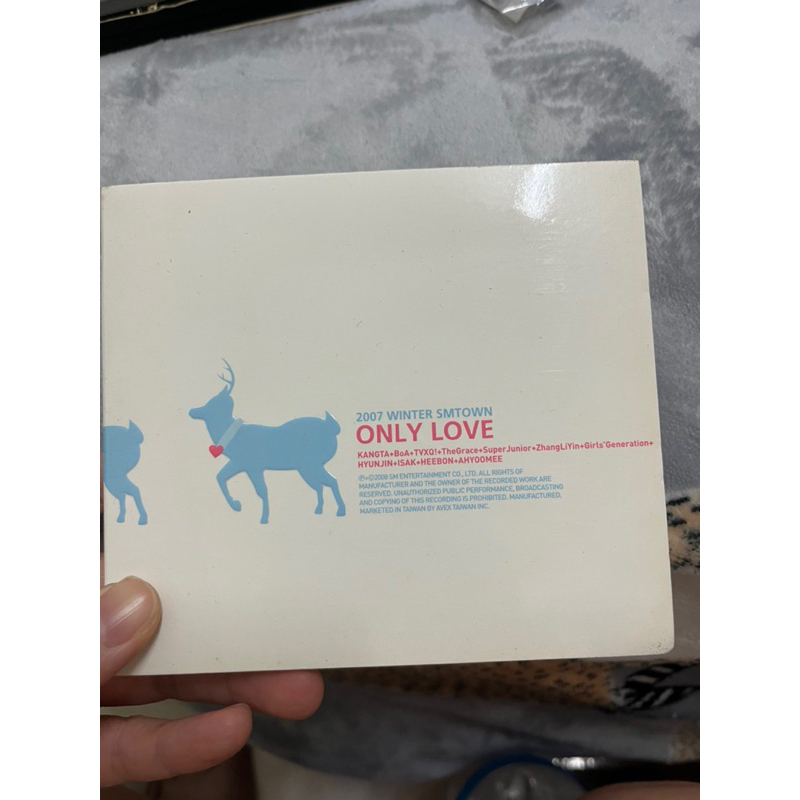 2007 WINTER SMTOWN
ONLY LOVE
KANGTA+BoA+TVXQ!+TheGrace+SuperJunior+ZhangLiYin+Girls'Generation+
HYUNJIN+ISAK+HEEBON+AHYOOMEE
℗+©2008 SM ENTERTAINMENT CO., LTD. ALL RIGHTS OF
MANUFACTURER AND THE OWNER OF THE RECORDED WORK ARE
RESERVED. UNAUTHORIZED PUBLIC PERFORMANCE, BROADCASTING
AND COPYING OF THIS RECORDING IS PROHIBITED. MANUFACTURED,
MARKETED IN TAIWAN BY AVEX TAIWAN INC.